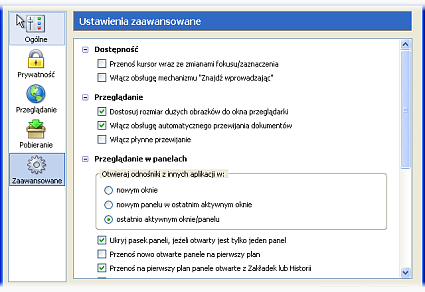 Ustawienia zaawansowane
Ogólne
Prywatność
Przeglądanie
Pobieranie
Zaawansowane
Dostępność
Przenoś kursor wraz ze zmianami fokusu/zaznaczenia
Włącz obsługę mechanizmu "Znajdź wprowadzając"
Przeglądanie
Dostosuj rozmiar dużych obrazków do okna przeglądarki
Włącz obsługę automatycznego przewijania dokumentów
Włącz płynne przewijanie
Przeglądanie w panelach
Otwieraj odnośniki z innych aplikacji w:
nowym oknie
nowym panelu w ostatnim aktywnym oknie
ostatnio aktywnym oknie/panelu
Ukryj pasek paneli, jeżeli otwarty jest tylko jeden panel
Przenoś nowo otwarte panele na pierwszy plan
Przenoś na pierwszy plan panele otwarte z Zakładek lub Historii